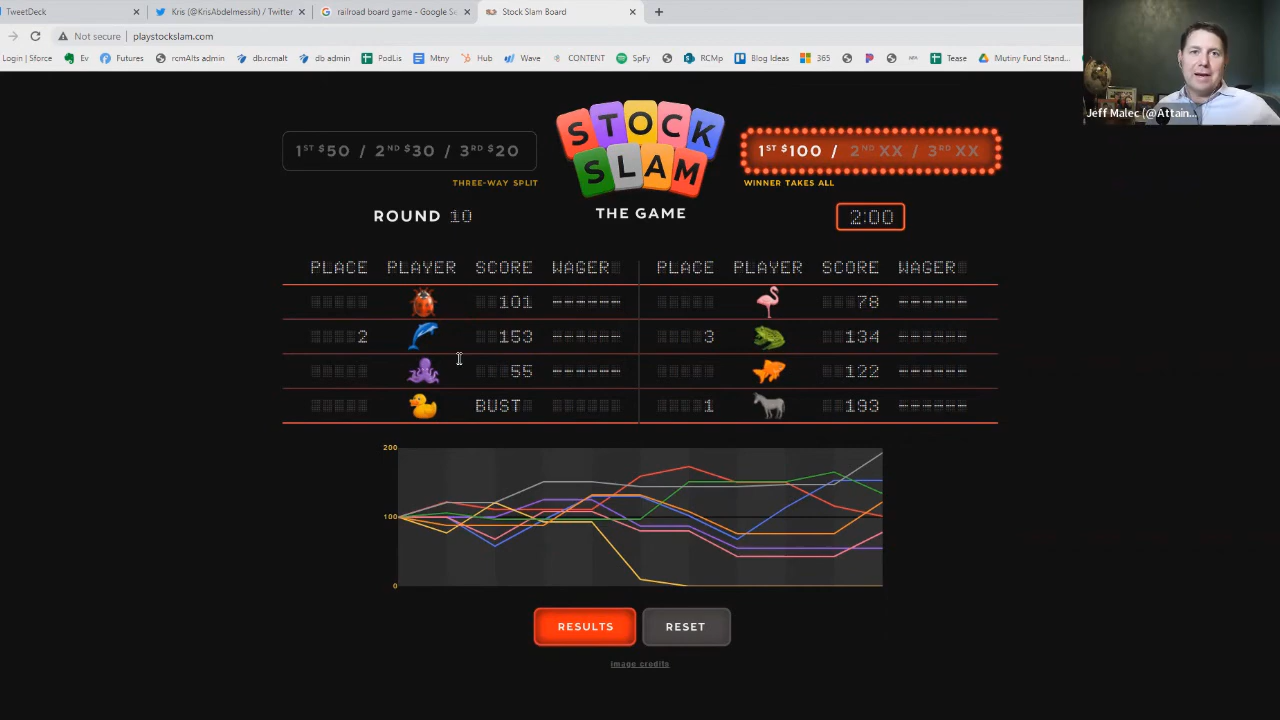 TweetDeck
Kris (@KrisAbdelmessih) / Twitter
railroad board game - Google Se
Stock Slam Board
Not secure
playstockslam.com
Login | Sforce
Ev
Futures
rcmAlts admin
db.rcmalt
db admin
PodLis
Mtny
Hub
Wave
CONTENT
SpFy
RCMp
Blog Ideas
365
Tease
Mutiny Fund Stand...
Jeff Malec (@Attain...
1ST $50 / 2ND $30 / 3RD $20
THREE-WAY SPLIT
STOCK
SLAM
THE GAME
1ST $100 / 2ND XX / 3RD XX
WINNER TAKES ALL
ROUND 10
2:00
PLACE PLAYER SCORE WAGER PLACE PLAYER SCORE WAGER
101 ------ 78 ------
2 153 ------ 3 134 ------
55 ------ 122 ------
BUST 1 193 ------
200
100
0
RESULTS
RESET
image credits